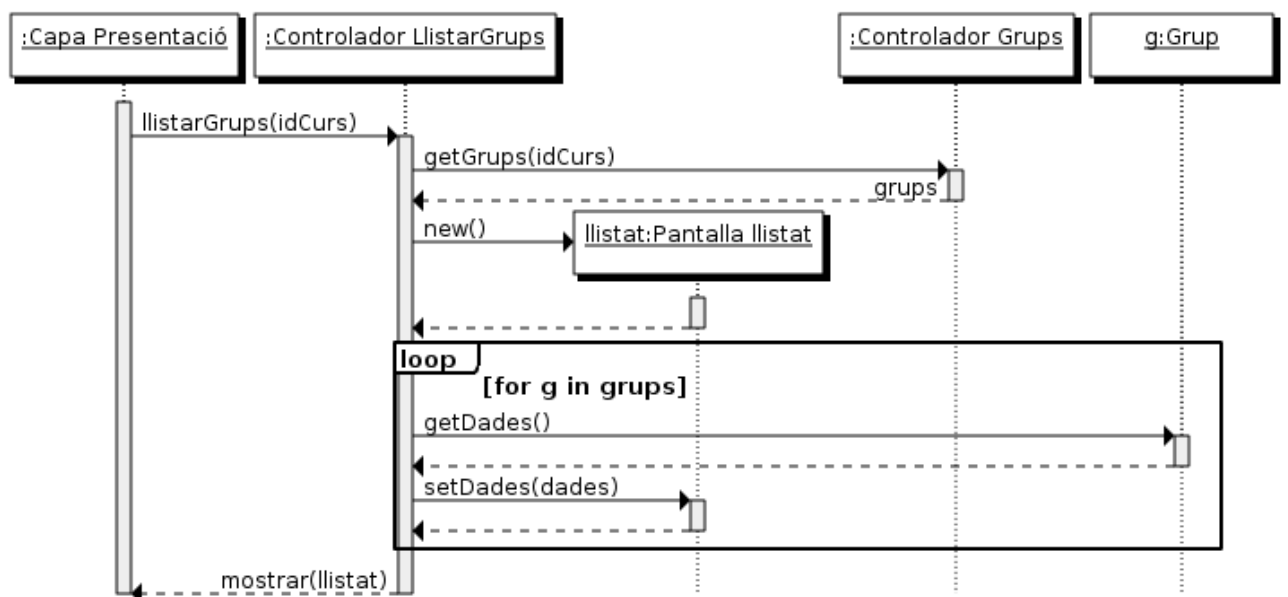 :Capa Presentació
:Controlador LlistarGrups
:Controlador Grups
g:Grup
llistarGrups(idCurs)
getGrups(idCurs)
grups
new()
llistat:Pantalla llistat
loop
[for g in grups]
getDades()
setDades(dades)
mostrar(llistat)